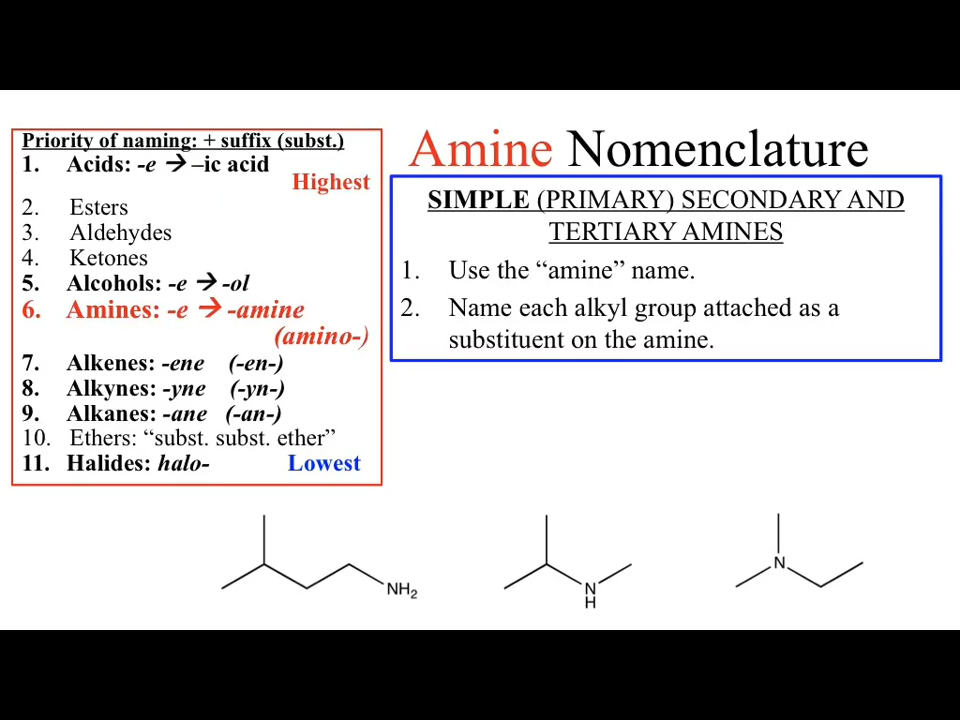 Priority of naming: + suffix (subst.)
1. Acids: -e → –ic acid
Highest
2. Esters
3. Aldehydes
4. Ketones
5. Alcohols: -e → -ol
6. Amines: -e → -amine
(amino-)
7. Alkenes: -ene (-en-)
8. Alkynes: -yne (-yn-)
9. Alkanes: -ane (-an-)
10. Ethers: “subst. subst. ether”
11. Halides: halo- Lowest
Amine Nomenclature
SIMPLE (PRIMARY) SECONDARY AND
TERTIARY AMINES
1. Use the “amine” name.
2. Name each alkyl group attached as a
substituent on the amine.
NH₂
N
H
N